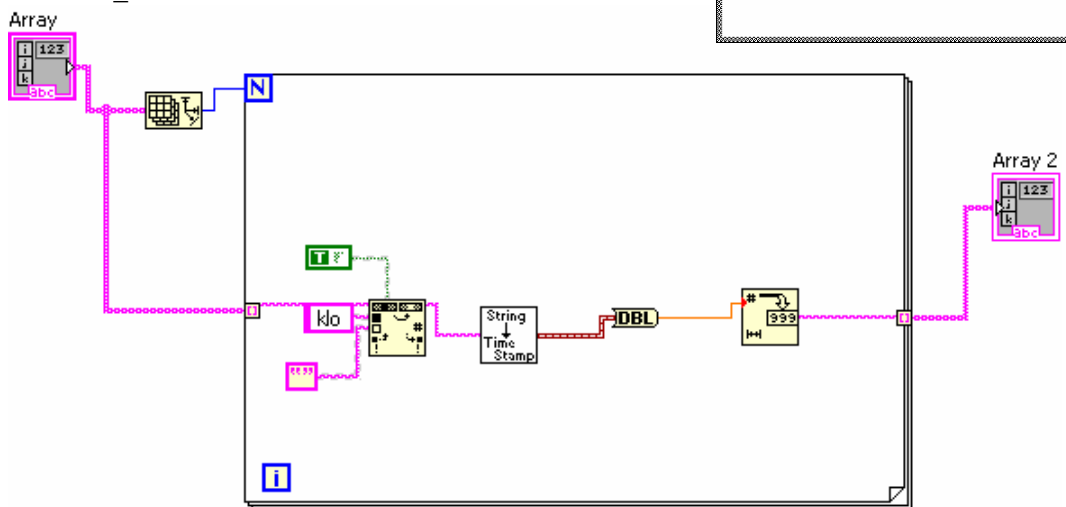 Array
i 123
j
k
abc
N
Array 2
i 123
j
k
abc
T
klo
#
String
Time
Stamp
DBL
#
999
i